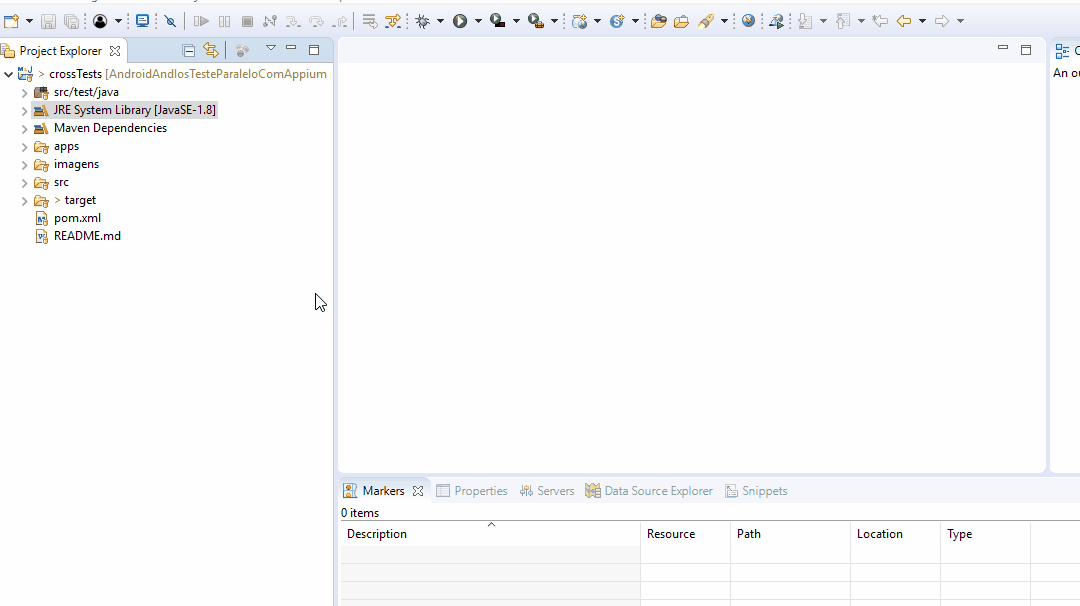 Project Explorer
> crossTests [AndroidAndIosTesteParaleloComAppium
src/test/java
JRE System Library [JavaSE-1.8]
Maven Dependencies
apps
imagens
src
> target
pom.xml
README.md
An ou
Markers
Properties
Servers
Data Source Explorer
Snippets
0 items
Description
Resource
Path
Location
Type